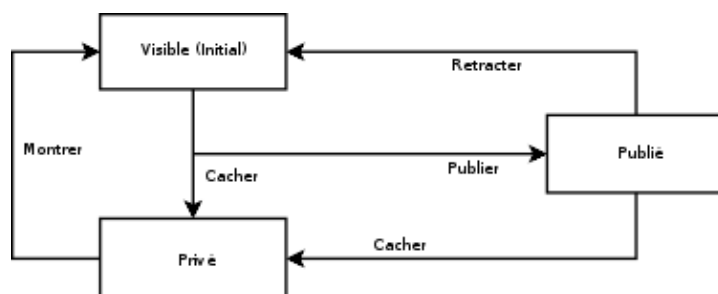 Visible (Initial)
Retracter
Montrer
Publié
Cacher
Publier
Cacher
Privé